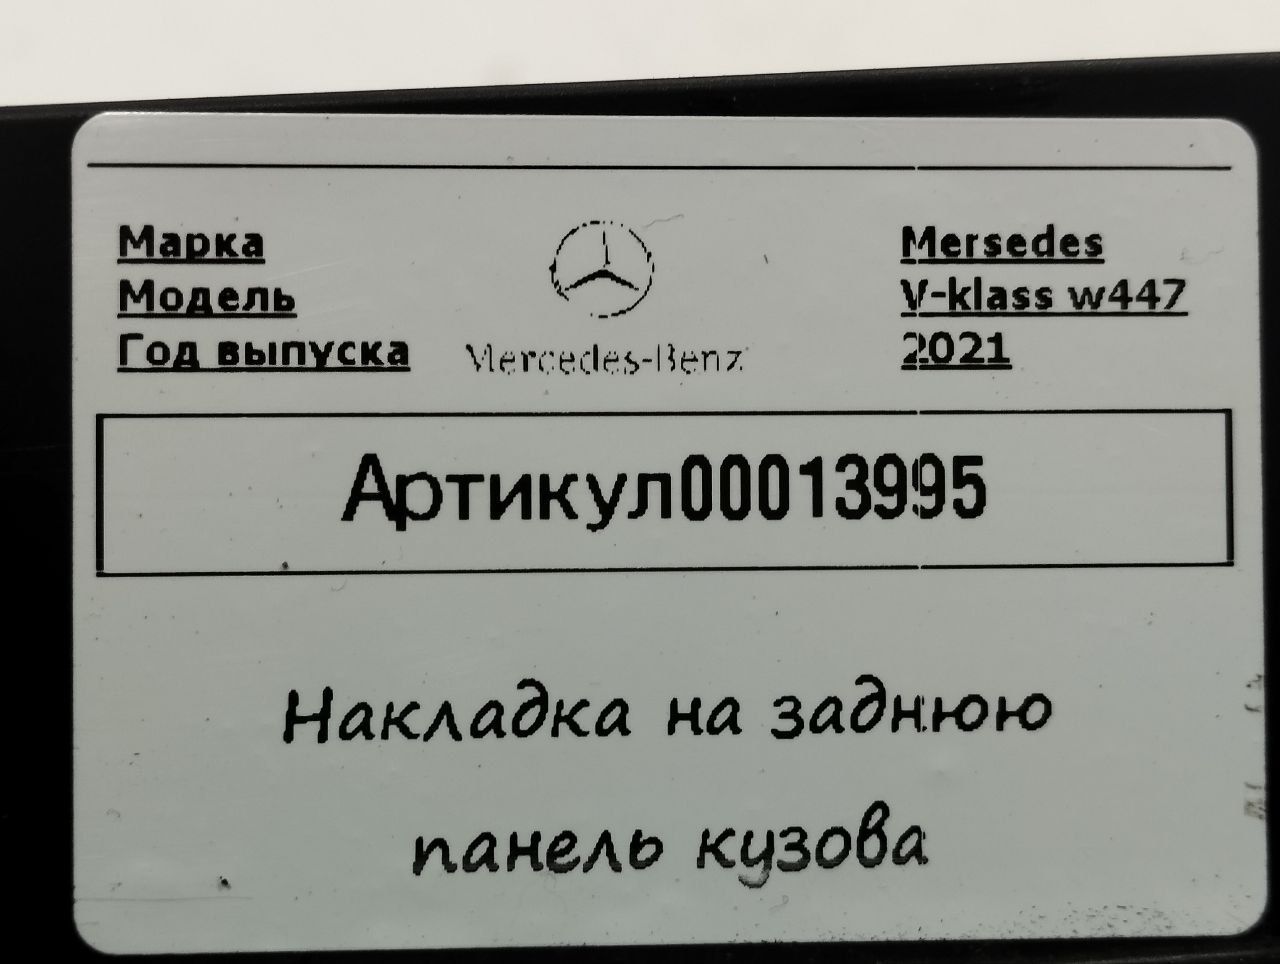 Марка Mersedes
Модель V-klass w447
Год выпуска Mercedes-Benz 2021
Артикул00013995
Накладка на заднюю
панель кузова